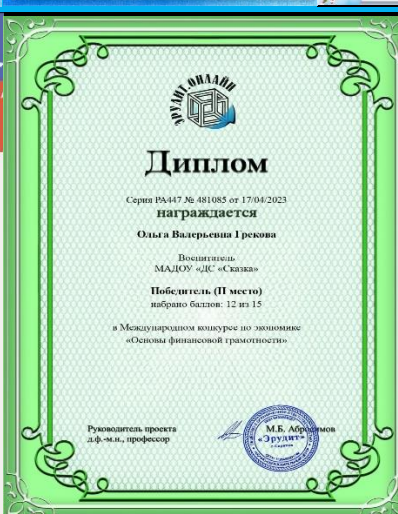 ЭРУДИТ.ОНЛАЙН
Диплом
Серия РА447 № 481085 от 17/04/2023
награждается
Ольга Валерьевна Грекова
Воспитатель
МАДОУ «ДС «Сказка»
Победитель (II место)
набрано баллов: 12 из 15
в Международном конкурсе по экономике
«Основы финансовой грамотности»
Руководитель проекта
д.ф.-м.н., профессор
М.Б. Абросимов
«Эрудит»